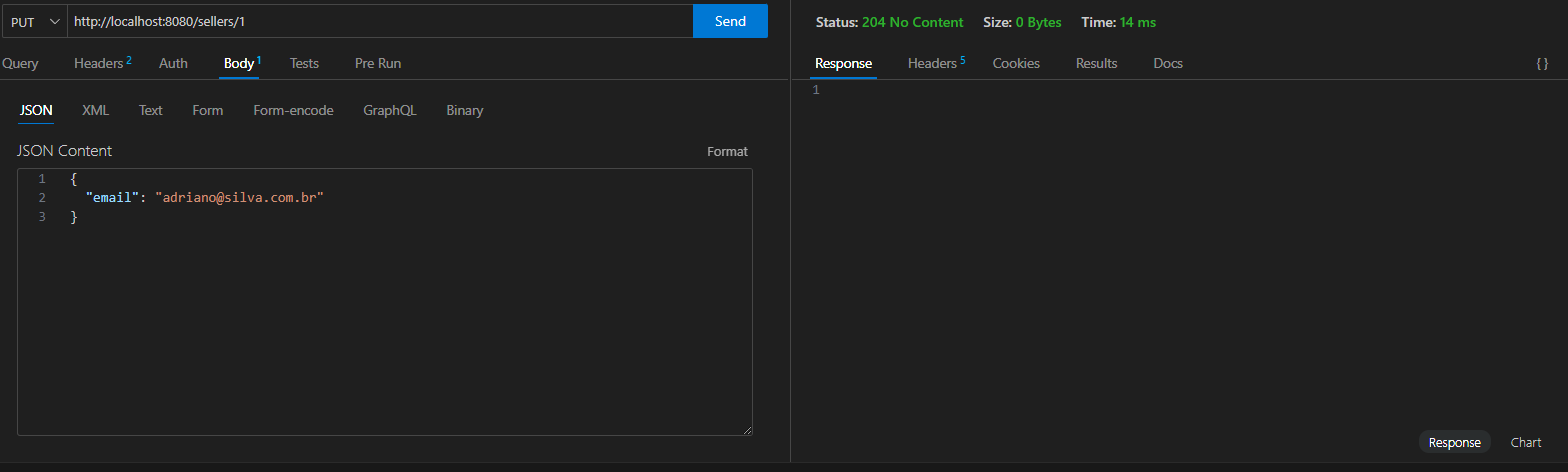 PUT http://localhost:8080/sellers/1 Send
Query Headers 2 Auth Body 1 Tests Pre Run
JSON XML Text Form Form-encode GraphQL Binary
JSON Content Format
1 {
2 "email": "adriano@silva.com.br"
3 }
Status: 204 No Content Size: 0 Bytes Time: 14 ms
Response Headers 5 Cookies Results Docs { }
1
Response Chart